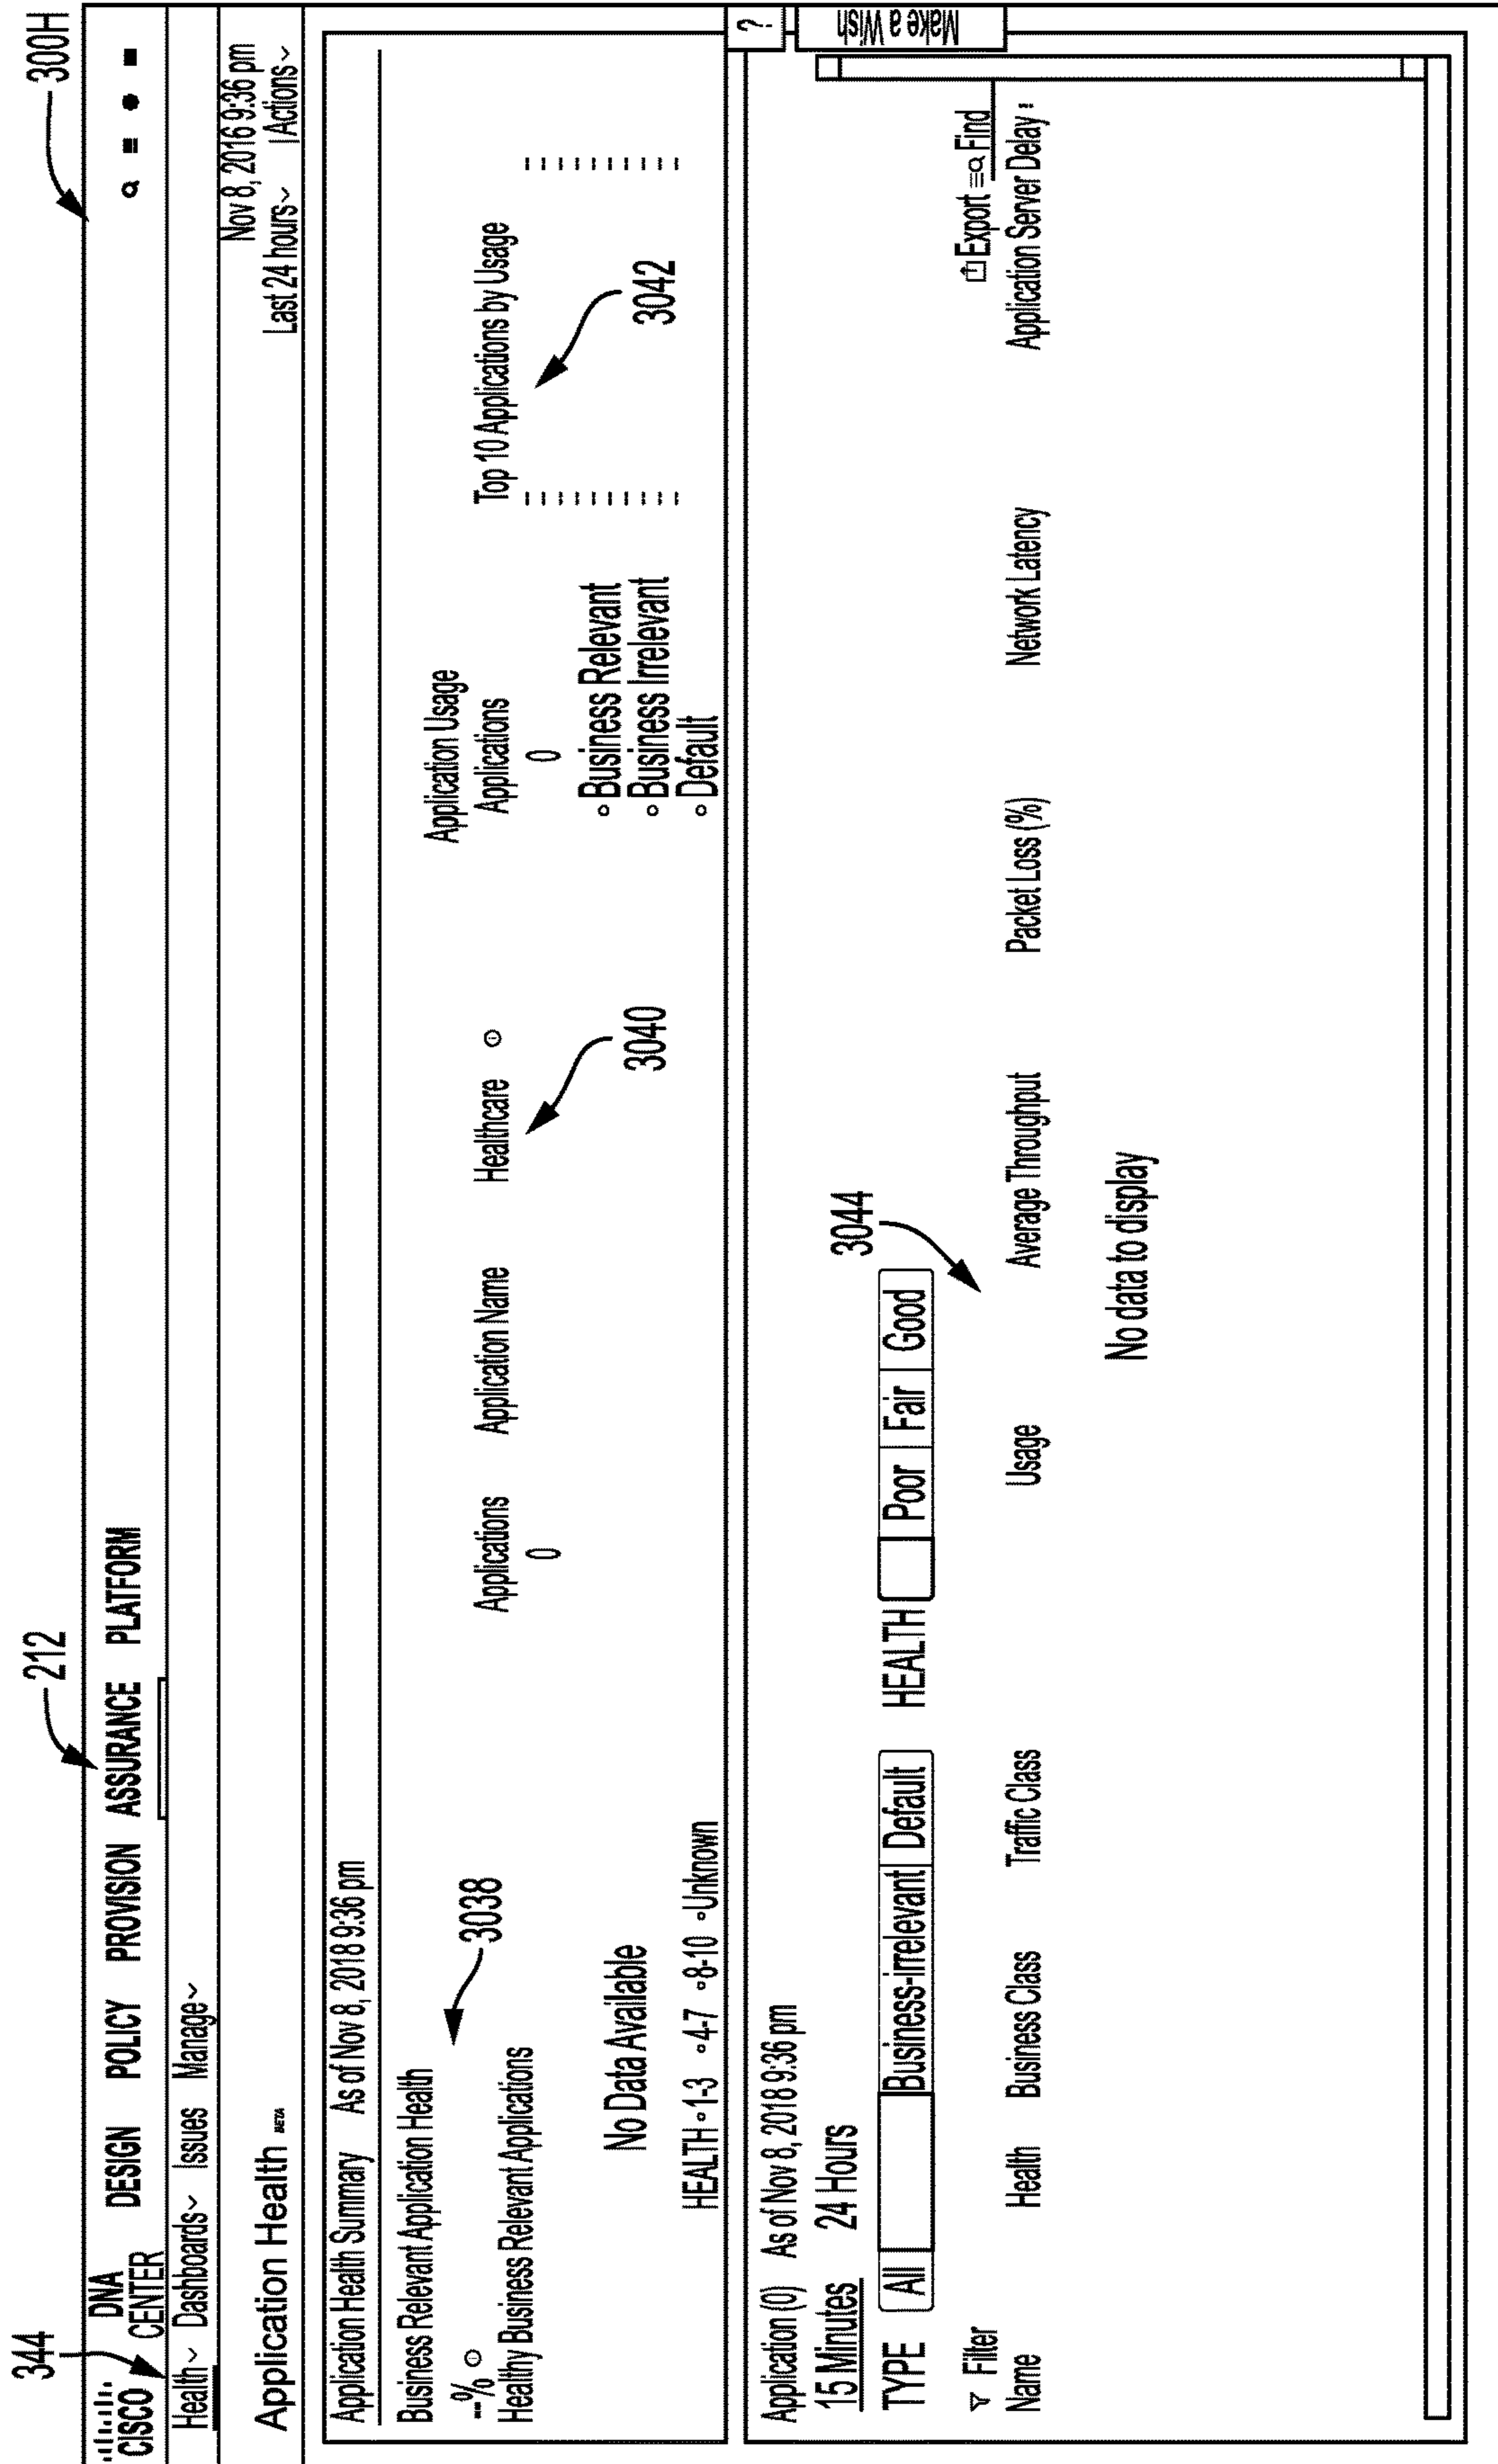 344
212
300H
CISCO DNA CENTER DESIGN POLICY PROVISION ASSURANCE PLATFORM
Health Dashboards Issues Manage
Application Health BETA
Nov 8, 2016 9:36 pm
Last 24 hours | Actions
Application Health Summary As of Nov 8, 2018 9:36 pm
Business Relevant Application Health
--%
Healthy Business Relevant Applications
3038
No Data Available
HEALTH 1-3 4-7 8-10 Unknown
Applications Application Name Healthcare
0
3040
Application Usage
Applications
0
Business Relevant
Business Irrelevant
Default
Top 10 Applications by Usage
3042
?
Make a Wish
Application (0) As of Nov 8, 2018 9:36 pm
15 Minutes 24 Hours
3044
TYPE All Business-irrelevant Default HEALTH Poor Fair Good
Filter
Export Find
Name Health Business Class Traffic Class Usage Average Throughput Packet Loss (%) Network Latency Application Server Delay
No data to display